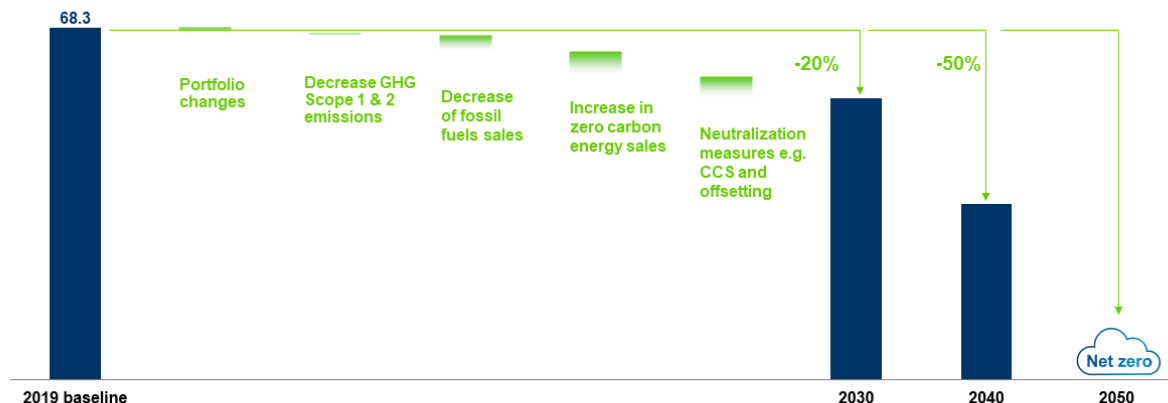 68.3
Portfolio
changes
Decrease GHG
Scope 1 & 2
emissions
Decrease
of fossil
fuels sales
Increase in
zero carbon
energy sales
Neutralization
measures e.g.
CCS and
offsetting
-20%
-50%
Net zero
2019 baseline
2030
2040
2050